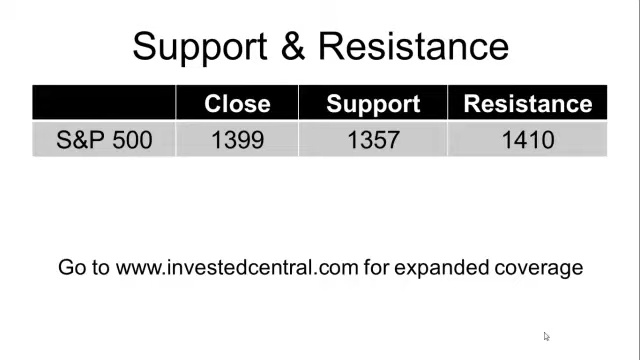 Support & Resistance
Close Support Resistance
S&P 500 1399 1357 1410
Go to www.investedcentral.com for expanded coverage